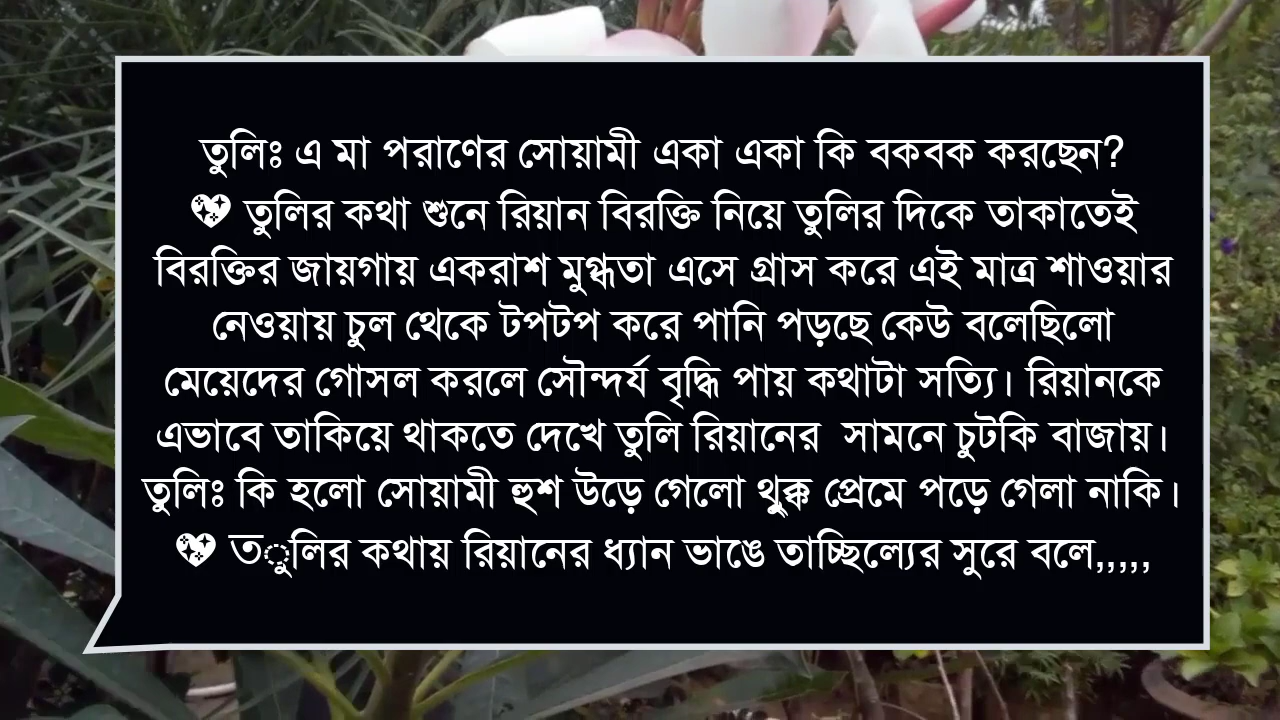 তুলিঃ এ মা পরাণের সোয়ামী একা একা কি বকবক করছেন?
💖 তুলির কথা শুনে রিয়ান বিরক্তি নিয়ে তুলির দিকে তাকাতেই
বিরক্তির জায়গায় একরাশ মুগ্ধতা এসে গ্রাস করে এই মাত্র শাওয়ার
নেওয়ায় চুল থেকে টপটপ করে পানি পড়ছে কেউ বলেছিলো
মেয়েদের গোসল করলে সৌন্দর্য বৃদ্ধি পায় কথাটা সত্যি। রিয়ানকে
এভাবে তাকিয়ে থাকতে দেখে তুলি রিয়ানের  সামনে চুটকি বাজায়।
তুলিঃ কি হলো সোয়ামী হুশ উড়ে গেলো থুক্কু প্রেমে পড়ে গেলা নাকি।
💖 তুুলির কথায় রিয়ানের ধ্যান ভাঙে তাচ্ছিল্যের সুরে বলে,,,,,